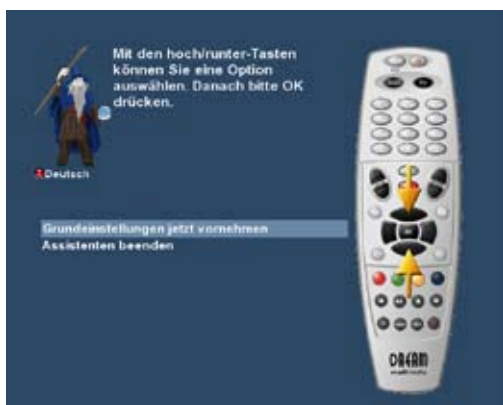 Mit den hoch/runter-Tasten
können Sie eine Option
auswählen. Danach bitte OK
drücken.
Deutsch
Grundeinstellungen jetzt vornehmen
Assistenten beenden
DREAM